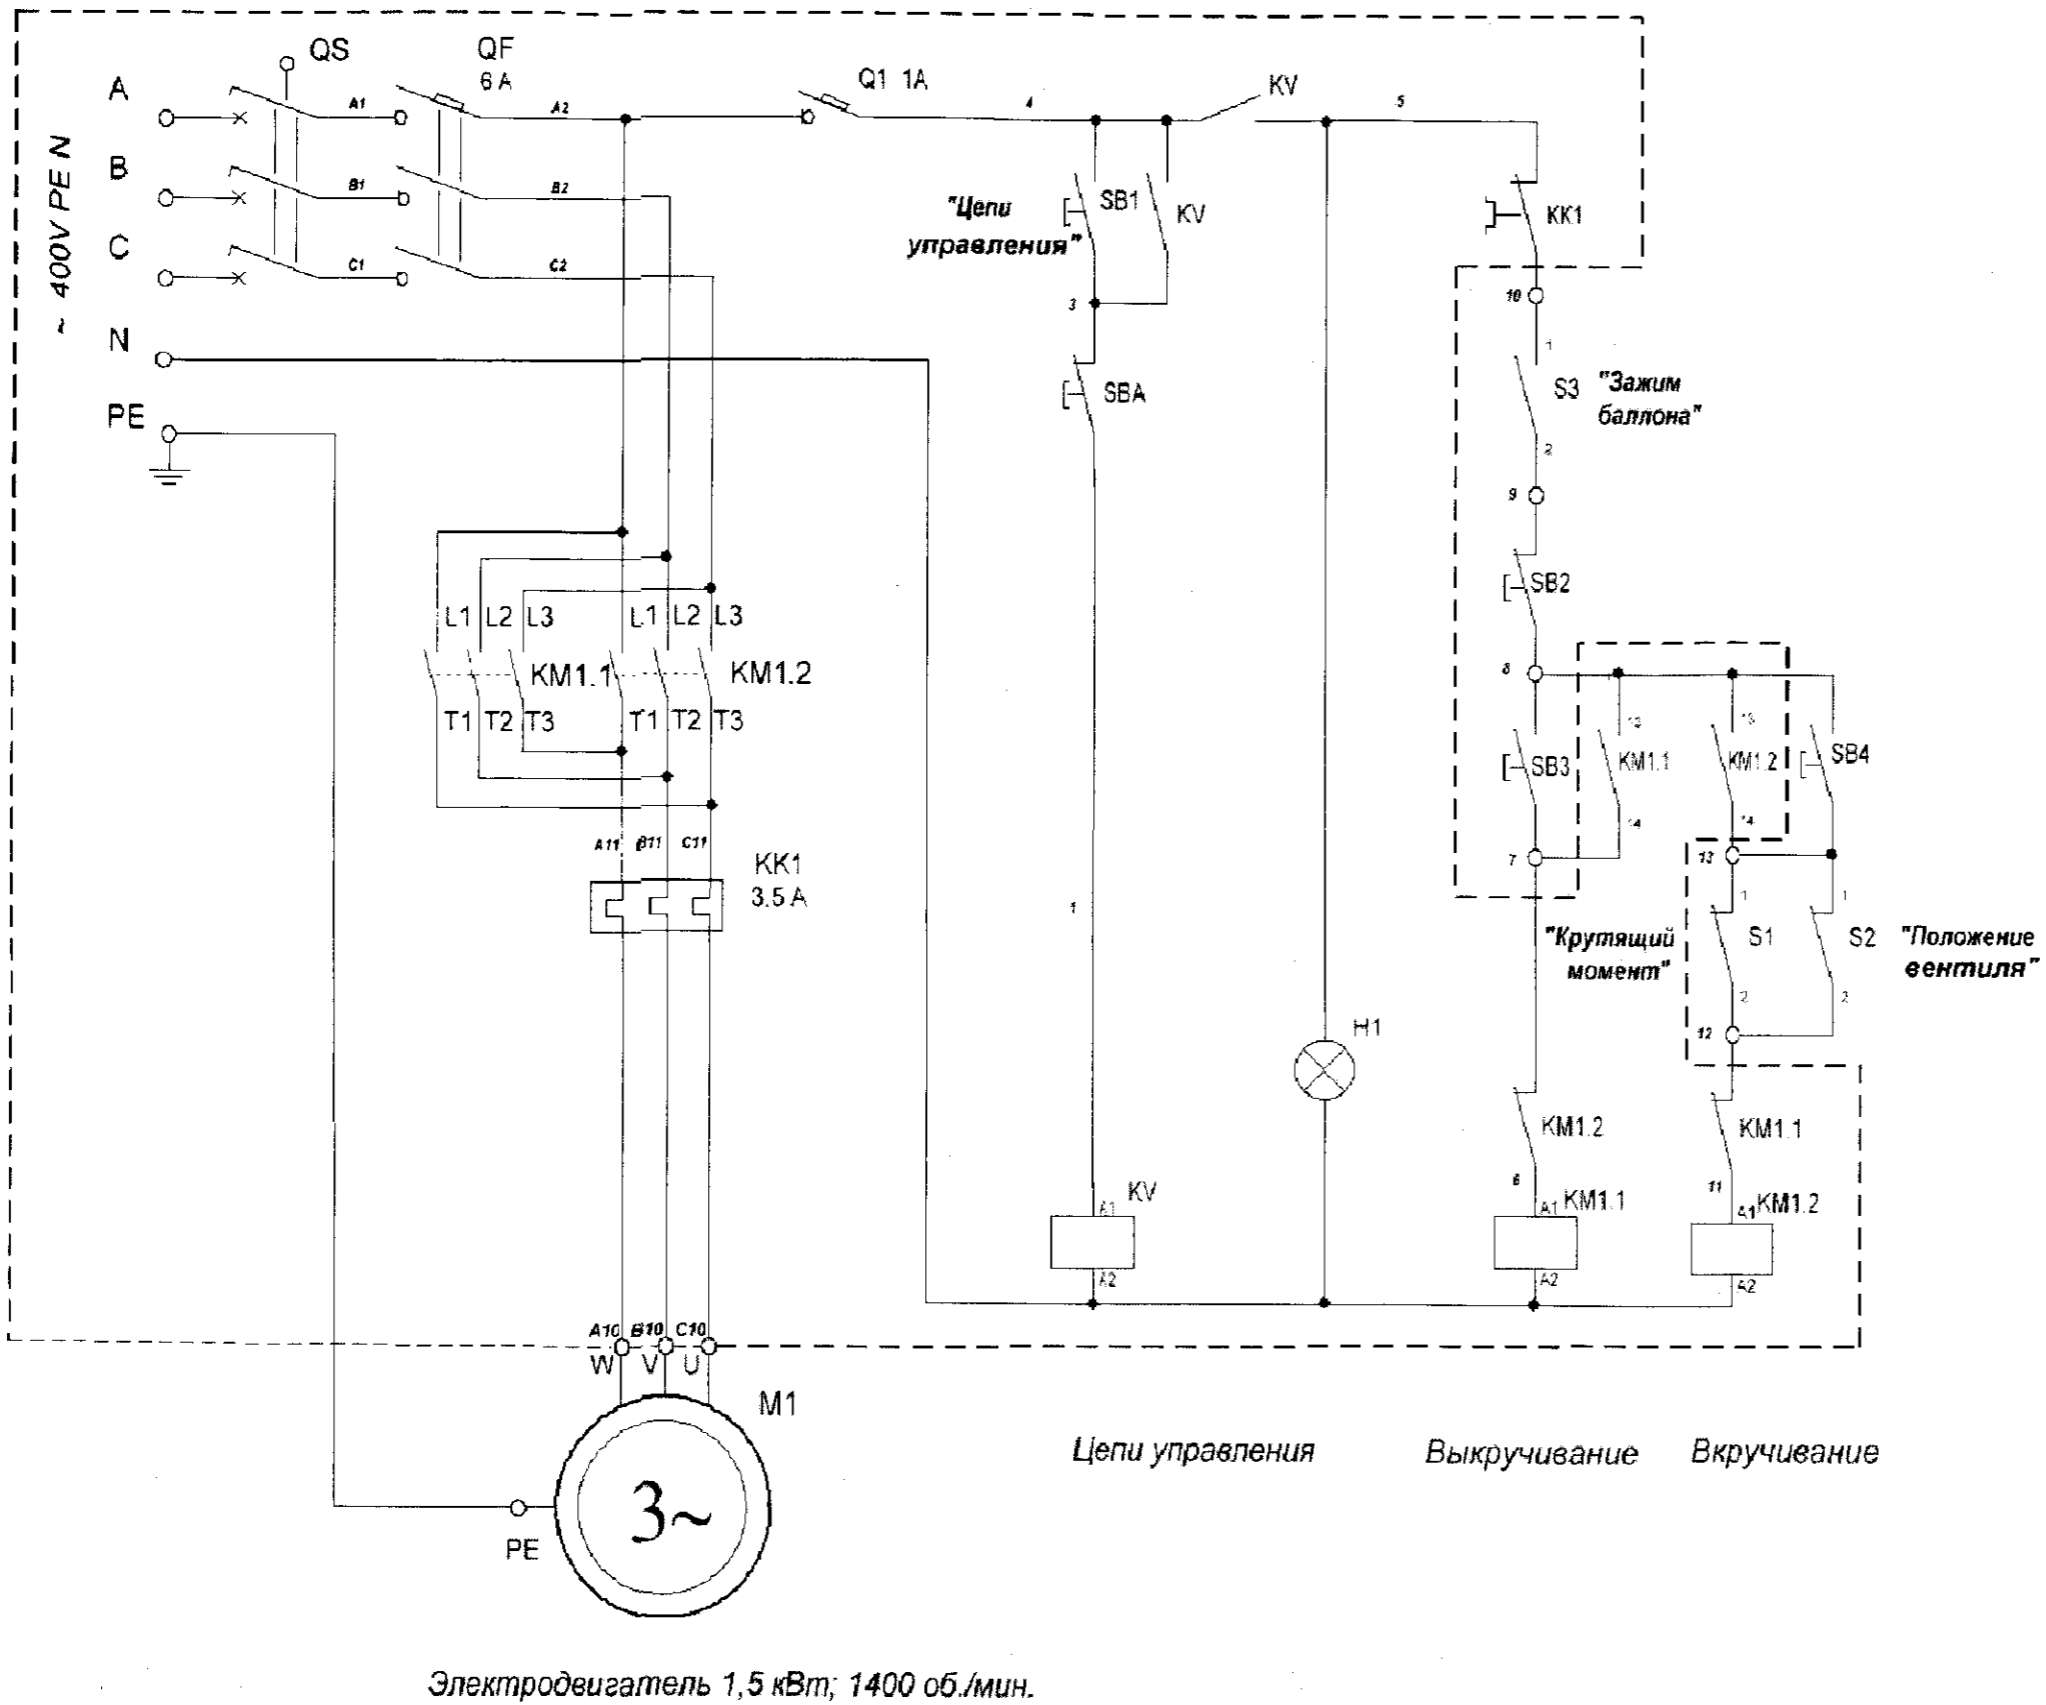 QS
QF
6 A
Q1 1A
KV
A
A1
A2
4
5
B
B1
B2
C
C1
C2
~ 400V PE N
N
PE
"Цепи
управления"
SB1
KV
KK1
3
10
SBA
1
S3
"Зажим
баллона"
2
9
SB2
L1 L2 L3 L1 L2 L3
KM1.1
KM1.2
T1 T2 T3 T1 T2 T3
8
13
13
SB3
KM1.1
KM1.2
SB4
14
14
7
13
A11 B11 C11
KK1
3.5 A
1
1
1
"Крутящий
момент"
S1
S2
"Положение
вентиля"
2
2
12
H1
KM1.2
KM1.1
6
11
A1
KV
A1
KM1.1
A1
KM1.2
A2
A2
A2
A10 B10 C10
W V U
M1
3~
PE
Цепи управления
Выкручивание
Вкручивание
Электродвигатель 1,5 кВт; 1400 об./мин.